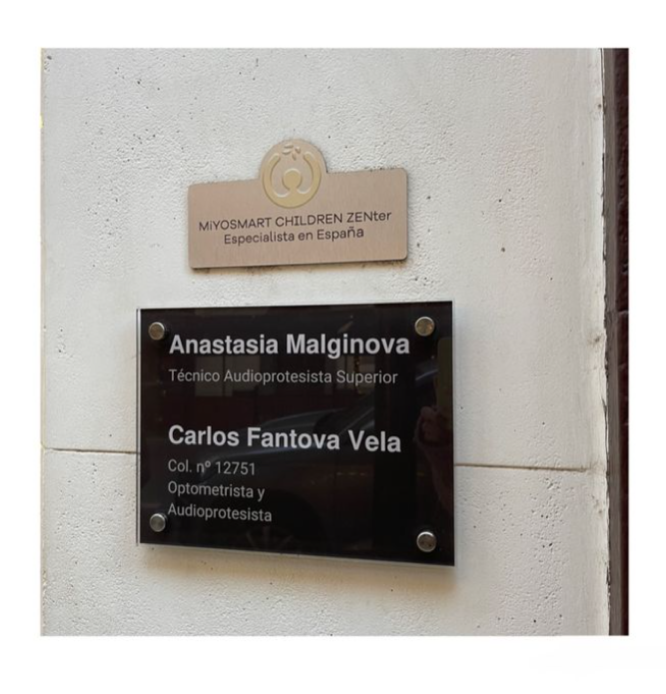 MiYOSMART CHILDREN ZENter
Especialista en España
Anastasia Malginova
Técnico Audioprotesista Superior
Carlos Fantova Vela
Col. nº 12751
Optometrista y
Audioprotesista